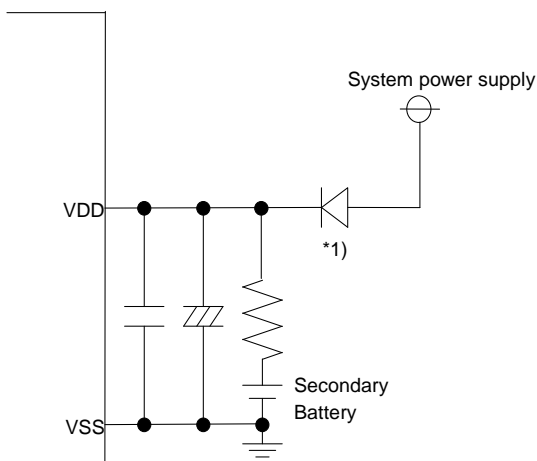 System power supply
VDD
*1)
Secondary
Battery
VSS